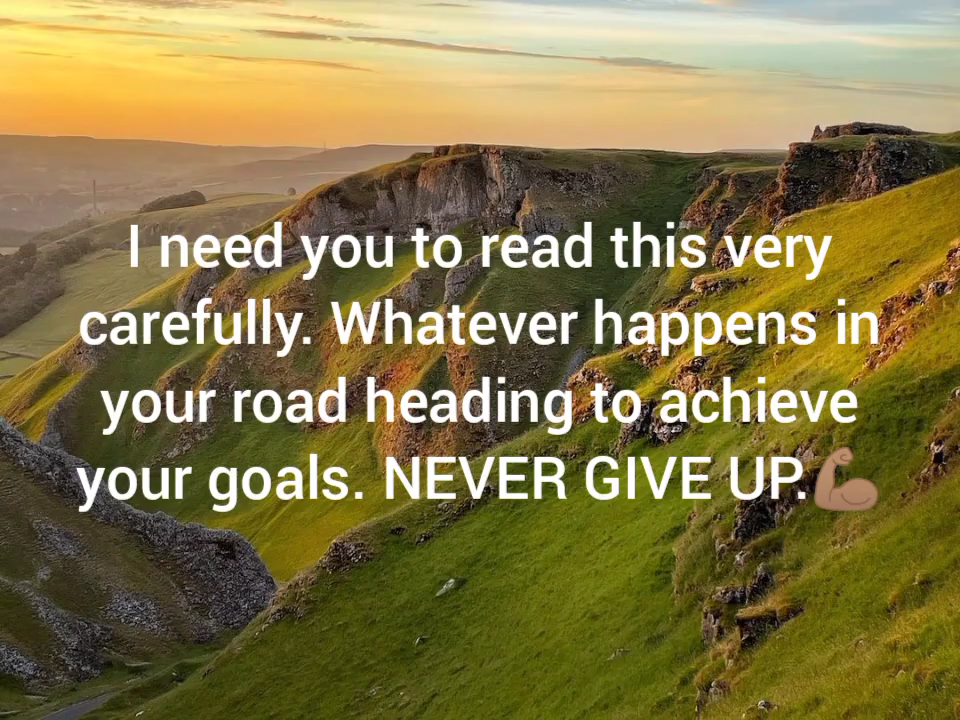 I need you to read this very
carefully. Whatever happens in
your road heading to achieve
your goals. NEVER GIVE UP.💪🏽